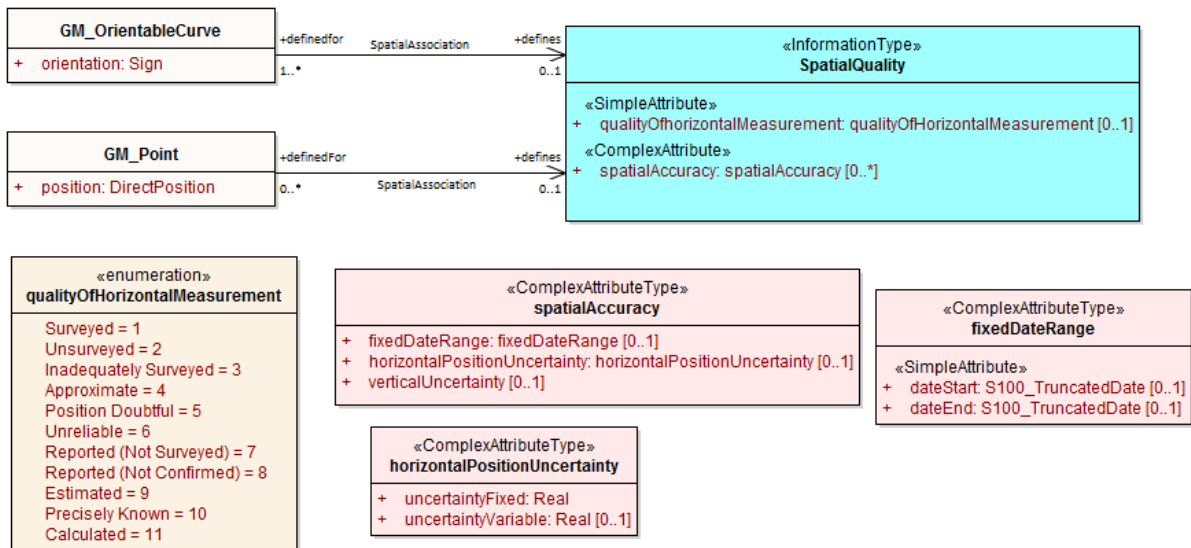 GM_OrientableCurve
+ orientation: Sign
+definedfor
SpatialAssociation
+defines
1..*
0..1
«InformationType»
SpatialQuality
«SimpleAttribute»
+ qualityOfhorizontalMeasurement: qualityOfHorizontalMeasurement [0..1]
«ComplexAttribute»
+ spatialAccuracy: spatialAccuracy [0..*]
GM_Point
+ position: DirectPosition
+definedFor
+defines
0..*
SpatialAssociation
0..1
«enumeration»
qualityOfHorizontalMeasurement
Surveyed = 1
Unsurveyed = 2
Inadequately Surveyed = 3
Approximate = 4
Position Doubtful = 5
Unreliable = 6
Reported (Not Surveyed) = 7
Reported (Not Confirmed) = 8
Estimated = 9
Precisely Known = 10
Calculated = 11
«ComplexAttributeType»
spatialAccuracy
+ fixedDateRange: fixedDateRange [0..1]
+ horizontalPositionUncertainty: horizontalPositionUncertainty [0..1]
+ verticalUncertainty [0..1]
«ComplexAttributeType»
fixedDateRange
«SimpleAttribute»
+ dateStart: S100_TruncatedDate [0..1]
+ dateEnd: S100_TruncatedDate [0..1]
«ComplexAttributeType»
horizontalPositionUncertainty
+ uncertaintyFixed: Real
+ uncertaintyVariable: Real [0..1]